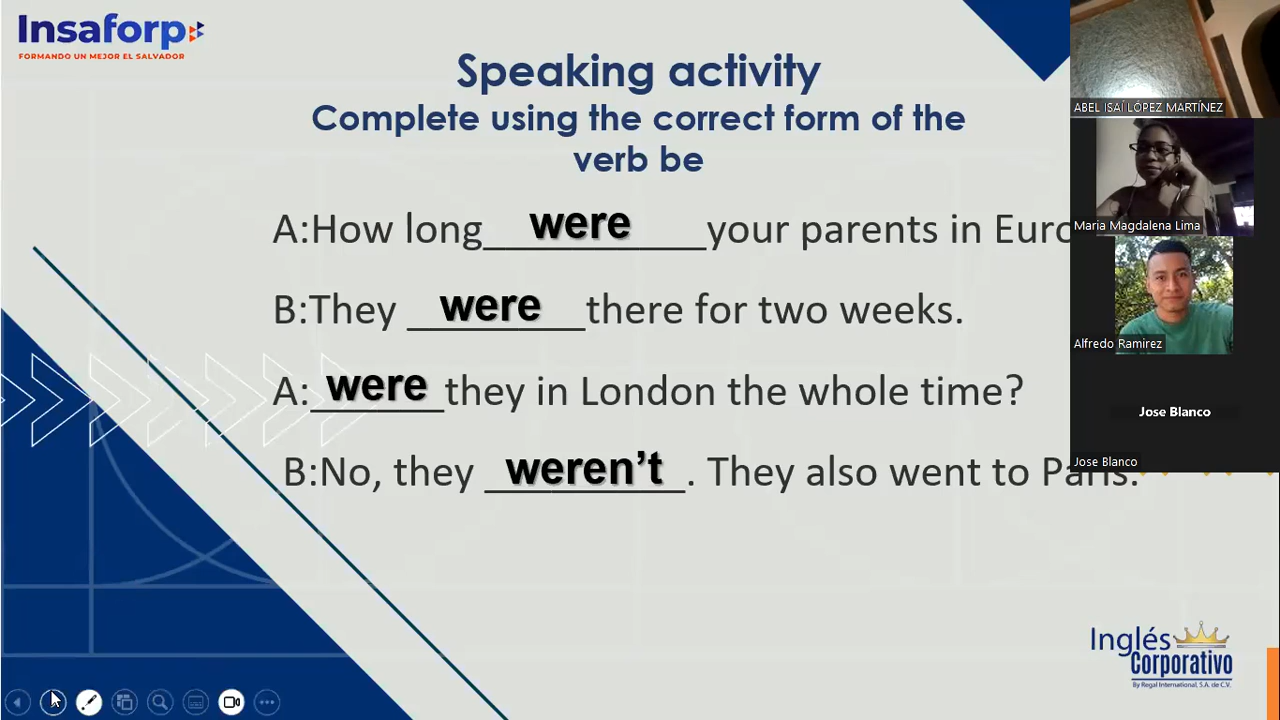 Insaforp
FORMANDO UN MEJOR EL SALVADOR
Speaking activity
Complete using the correct form of the
verb be
A:How long were your parents in Euro
B:They were there for two weeks.
A: were they in London the whole time?
B:No, they weren’t. They also went to Paris.
ABEL ISAÍ LÓPEZ MARTÍNEZ
Maria Magdalena Lima
Alfredo Ramirez
Jose Blanco
Jose Blanco
Inglés
Corporativo
By Regal International, S.A. de C.V.